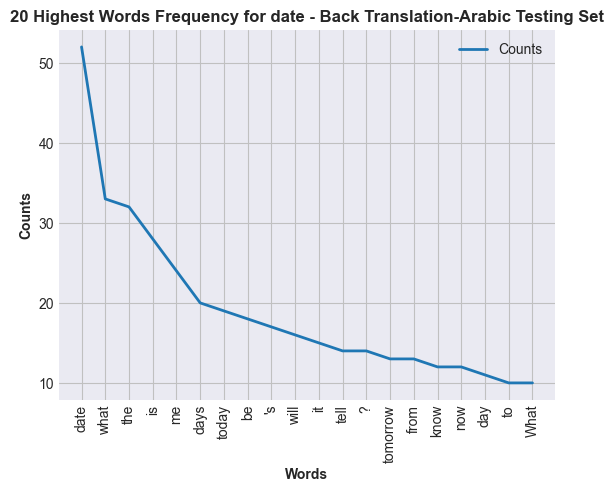 20 Highest Words Frequency for date - Back Translation-Arabic Testing Set
Counts
50
40
30
20
10
Counts
date
what
the
is
me
days
today
be
's
will
it
tell
?
tomorrow
from
know
now
day
to
What
Words